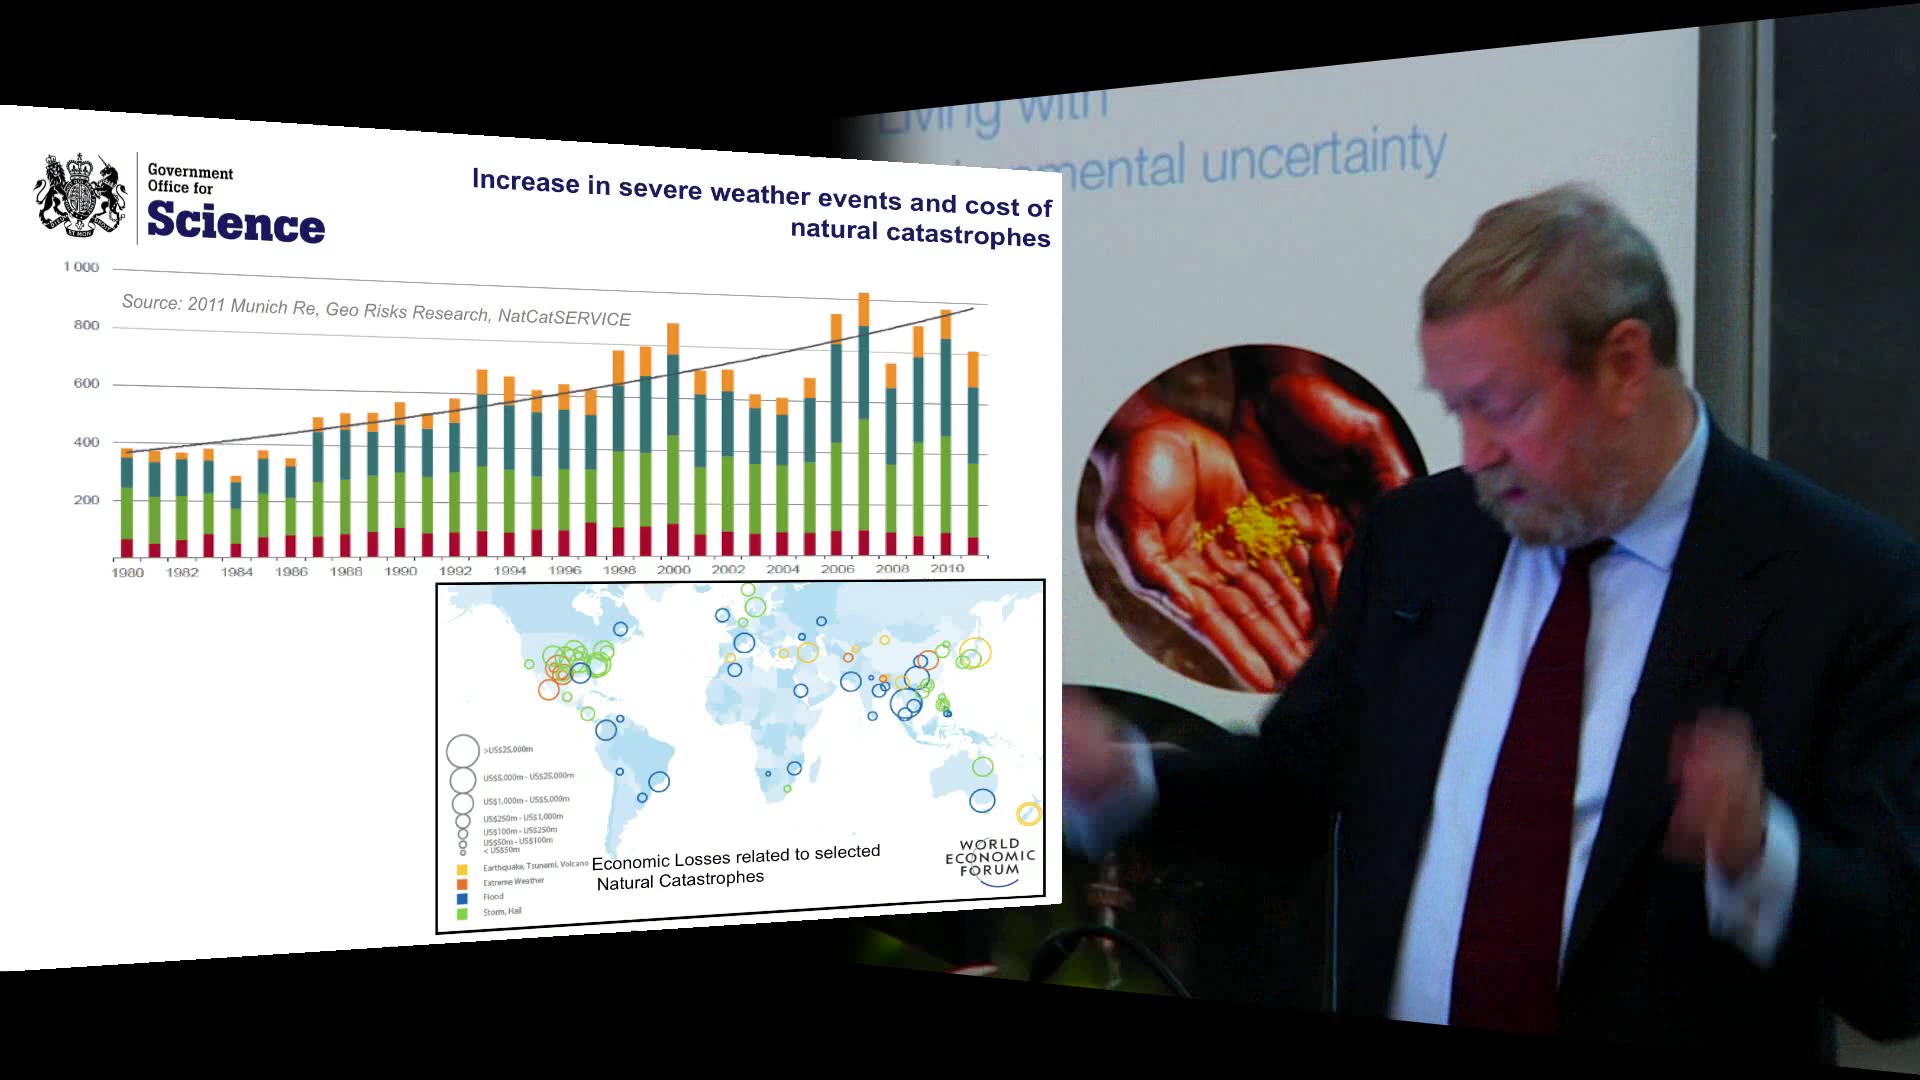 Living with
mental uncertainty
Government
Office for
Science
Increase in severe weather events and cost of
natural catastrophes
1 000
Source: 2011 Munich Re, Geo Risks Research, NatCatSERVICE
800
600
400
200
1980 1982 1984 1986 1988 1990 1992 1994 1996 1998 2000 2002 2004 2006 2008 2010
>US$25,000m
US$5,000m - US$25,000m
US$1,000m - US$5,000m
US$250m - US$1,000m
US$100m - US$250m
US$50m - US$100m
< US$50m
Earthquake, Tsunami, Volcano
Extreme Weather
Flood
Storm, Hail
Economic Losses related to selected
Natural Catastrophes
WORLD
ECONOMIC
FORUM